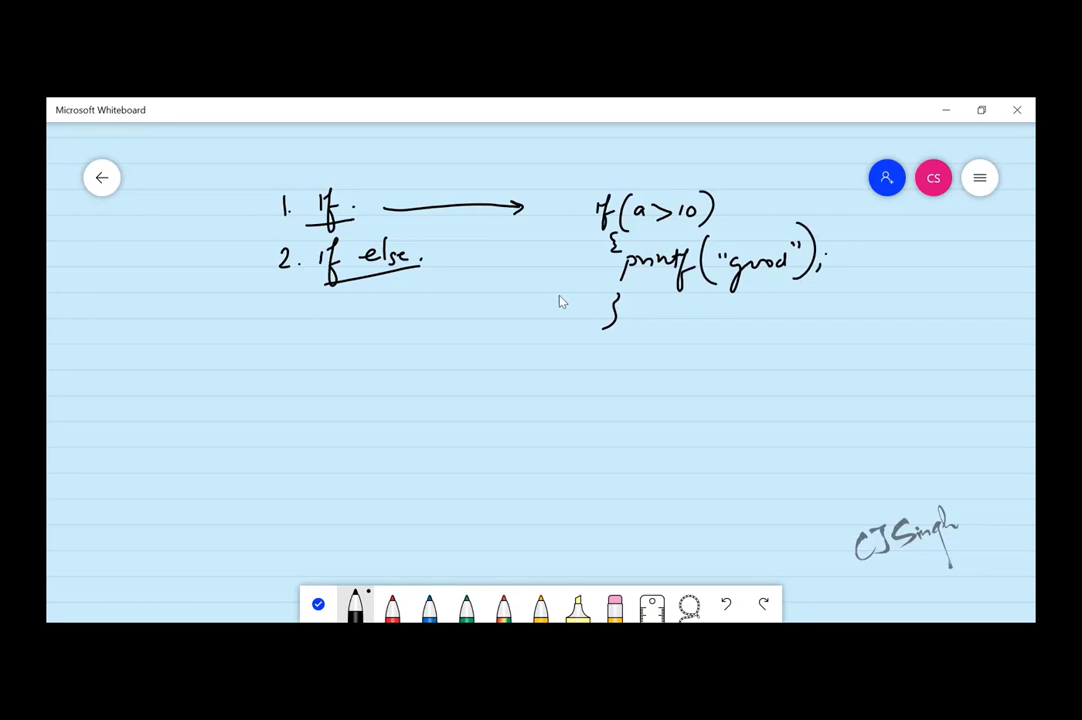 Microsoft Whiteboard
CS
1. If. if(a>10)
2. if else. {printf("good");
}
CJSingh